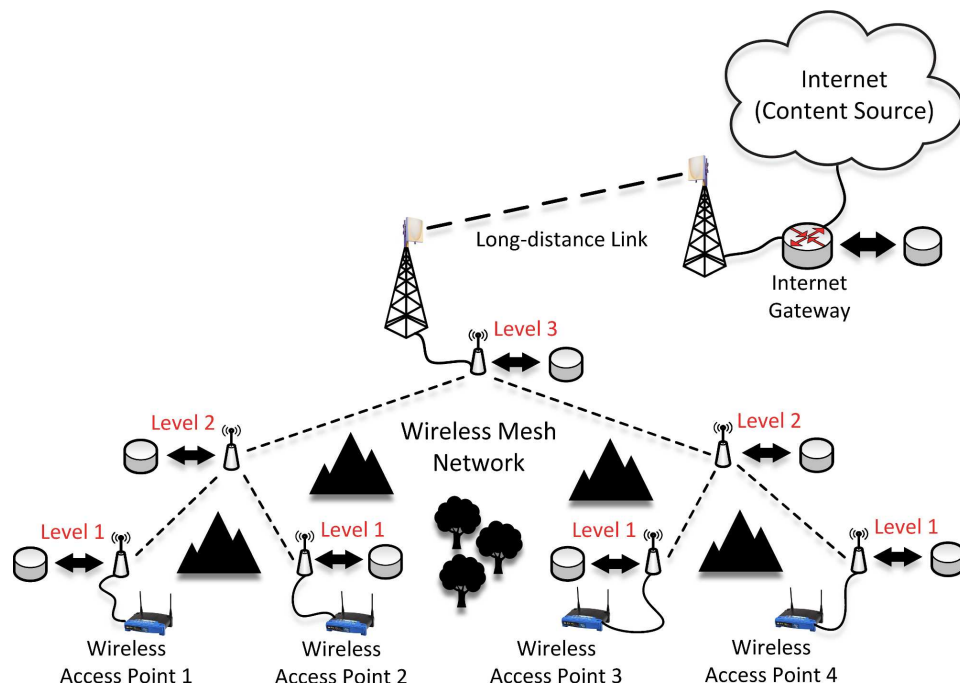 Internet
(Content Source)
Long-distance Link
Internet
Gateway
Level 3
Level 2
Wireless Mesh
Network
Level 2
Level 1
Level 1
Level 1
Level 1
Wireless
Access Point 1
Wireless
Access Point 2
Wireless
Access Point 3
Wireless
Access Point 4